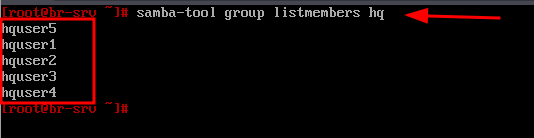 [root@br-srv ~]# samba-tool group listmembers hq
hquser5
hquser1
hquser2
hquser3
hquser4
[root@br-srv ~]#